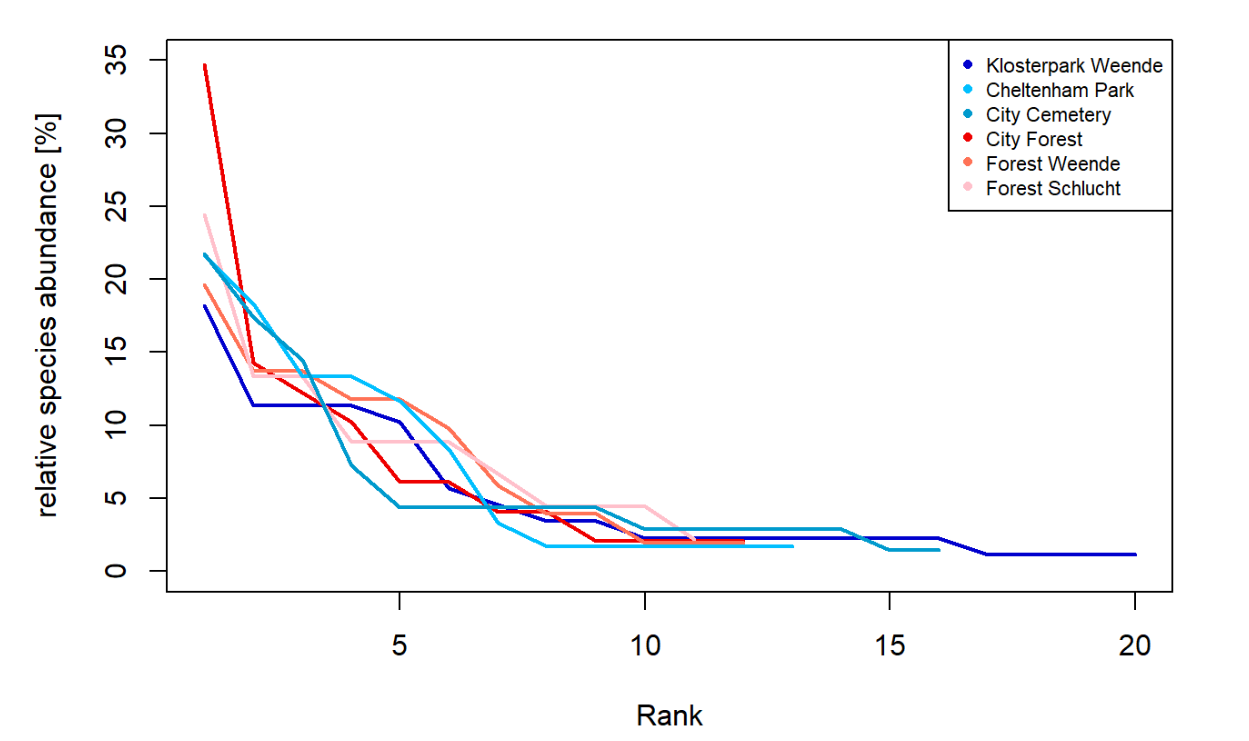 relative species abundance [%]
35
30
25
20
15
10
5
0
Klosterpark Weende
Cheltenham Park
City Cemetery
City Forest
Forest Weende
Forest Schlucht
5 10 15 20
Rank